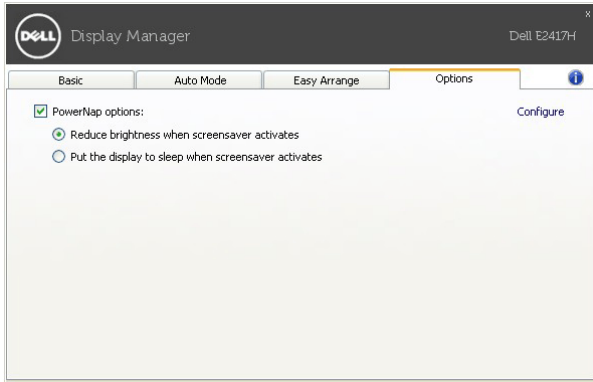 DELL Display Manager Dell E2417H x
Basic Auto Mode Easy Arrange Options i
PowerNap options: Configure
Reduce brightness when screensaver activates
Put the display to sleep when screensaver activates